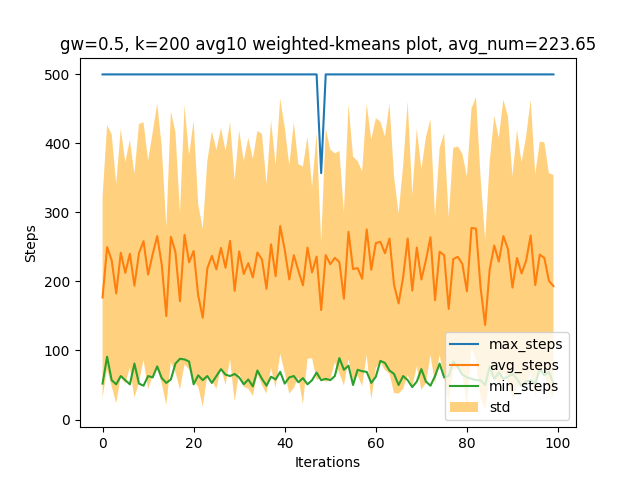 gw=0.5, k=200 avg10 weighted-kmeans plot, avg_num=223.65
500
400
300
200
100
0
Steps
max_steps
avg_steps
min_steps
std
0 20 40 60 80 100
Iterations